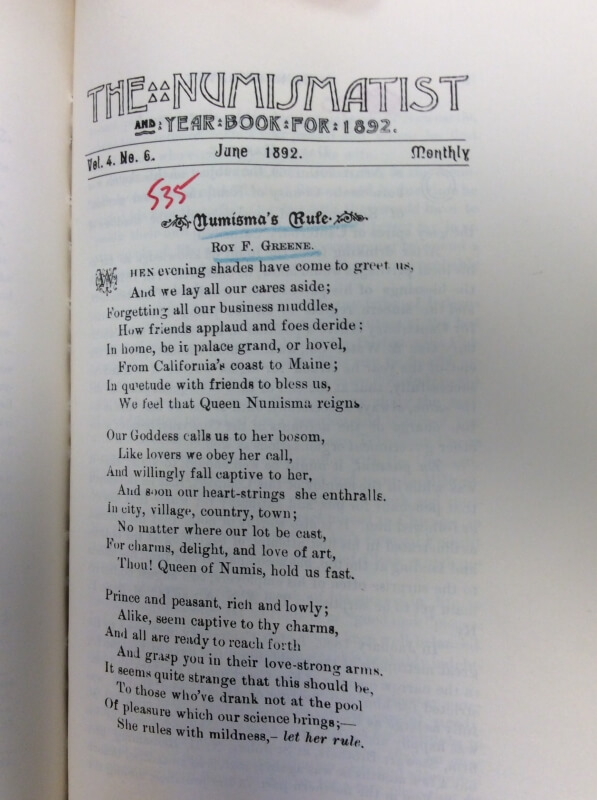 THE NUMISMATIST
AND YEAR BOOK FOR 1892.
Vol. 4. No. 6. June 1892. Monthly
535
Numisma's Rule.
ROY F. GREENE.
WHEN evening shades have come to greet us,
And we lay all our cares aside;
Forgetting all our business muddles,
How friends applaud and foes deride;
In home, be it palace grand, or hovel,
From California's coast to Maine;
In quietude with friends to bless us,
We feel that Queen Numisma reigns
Our Goddess calls us to her bosom,
Like lovers we obey her call,
And willingly fall captive to her,
And soon our heart-strings she enthralls.
In city, village, country, town;
No matter where our lot be cast,
For charms, delight, and love of art,
Thou! Queen of Numis, hold us fast.
Prince and peasant, rich and lowly;
Alike, seem captive to thy charms,
And all are ready to reach forth
And grasp you in their love-strong arms.
It seems quite strange that this should be,
To those who've drank not at the pool
Of pleasure which our science brings;—
She rules with mildness,- let her rule.